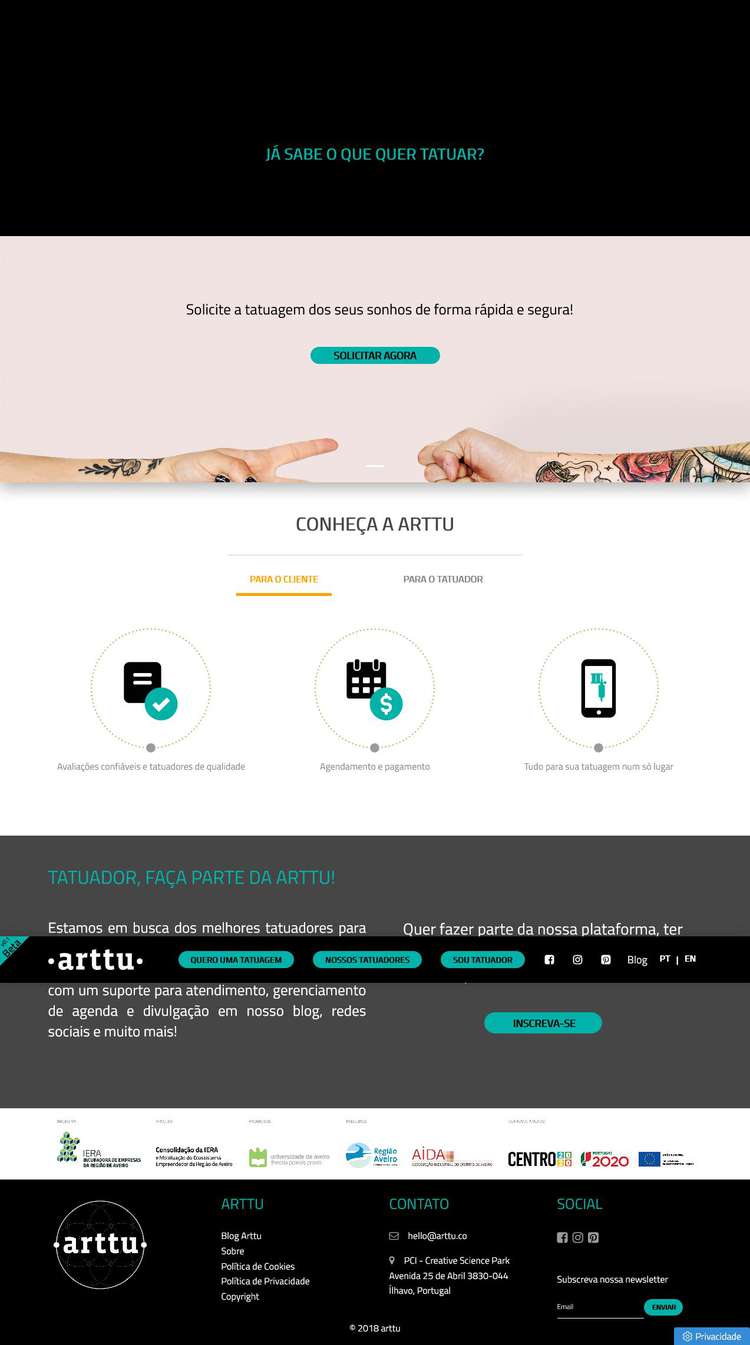 JÁ SABE O QUE QUER TATUAR?
Solicite a tatuagem dos seus sonhos de forma rápida e segura!
SOLICITAR AGORA
CONHEÇA A ARTTU
PARA O CLIENTE
PARA O TATUADOR
Avaliações confiáveis e tatuadores de qualidade
Agendamento e pagamento
Tudo para sua tatuagem num só lugar
TATUADOR, FAÇA PARTE DA ARTTU!
Estamos em busca dos melhores tatuadores para
com um suporte para atendimento, gerenciamento
de agenda e divulgação em nosso blog, redes
sociais e muito mais!
Quer fazer parte da nossa plataforma, ter
INSCREVA-SE
Beta
arttu
QUERO UMA TATUAGEM
NOSSOS TATUADORES
SOU TATUADOR
Blog
PT | EN
IERA
INCUBADORA DE EMPRESAS
DA REGIÃO DE AVEIRO
Consolidação da IERA
Empreendedor da Região de Aveiro
universidade de aveiro
Região
Aveiro
AIDA
CENTRO 2020
PORTUGAL
2020
arttu
ARTTU
Blog Arttu
Sobre
Política de Cookies
Política de Privacidade
Copyright
CONTATO
hello@arttu.co
PCI - Creative Science Park
Avenida 25 de Abril 3830-044
Ílhavo, Portugal
SOCIAL
Subscreva nossa newsletter
Email
ENVIAR
© 2018 arttu
Privacidade